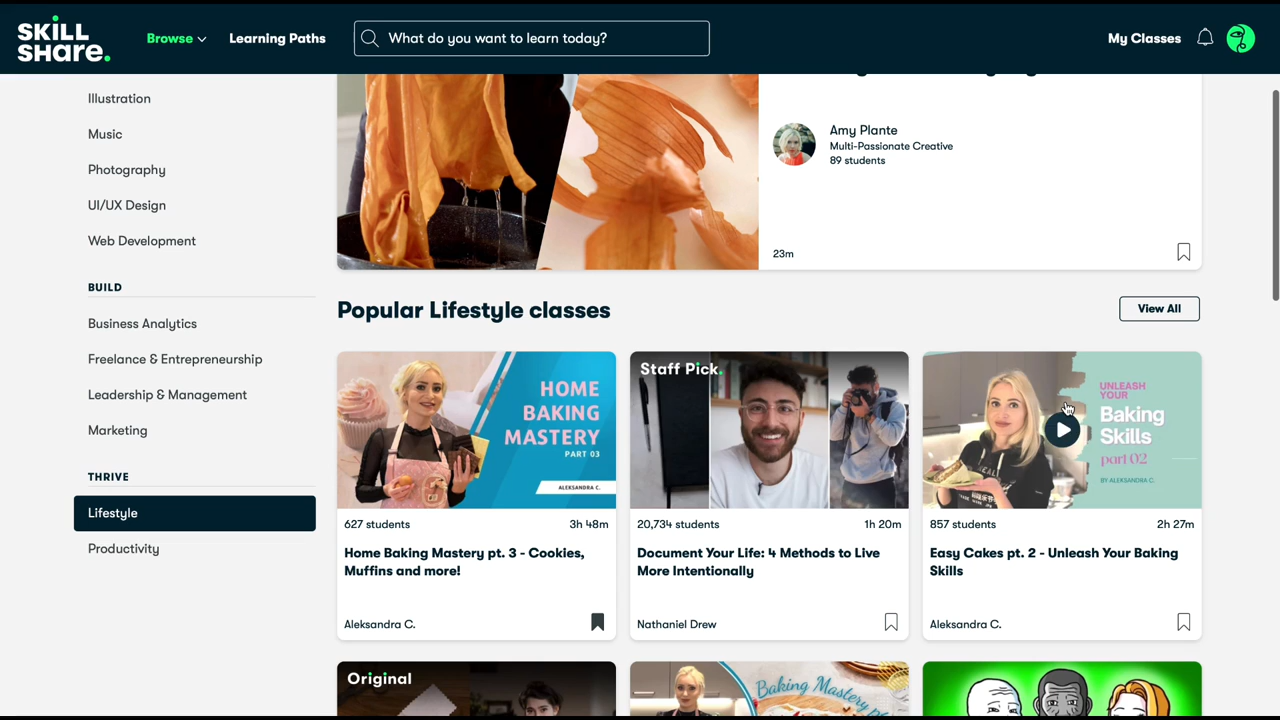 SKiLL
SHare.
Browse
Learning Paths
What do you want to learn today?
My Classes
Illustration
Music
Photography
UI/UX Design
Web Development
BUILD
Business Analytics
Freelance & Entrepreneurship
Leadership & Management
Marketing
THRIVE
Lifestyle
Productivity
Amy Plante
Multi-Passionate Creative
89 students
23m
Popular Lifestyle classes
View All
HOME
BAKING
MASTERY
PART 03
ALEKSANDRA C.
627 students
3h 48m
Home Baking Mastery pt. 3 - Cookies,
Muffins and more!
Aleksandra C.
Staff Pick.
20,734 students
1h 20m
Document Your Life: 4 Methods to Live
More Intentionally
Nathaniel Drew
UNLEASH
YOUR
Baking
Skills
part 02
BY ALEKSANDRA C.
857 students
2h 27m
Easy Cakes pt. 2 - Unleash Your Baking
Skills
Aleksandra C.
Original
Baking Mastery